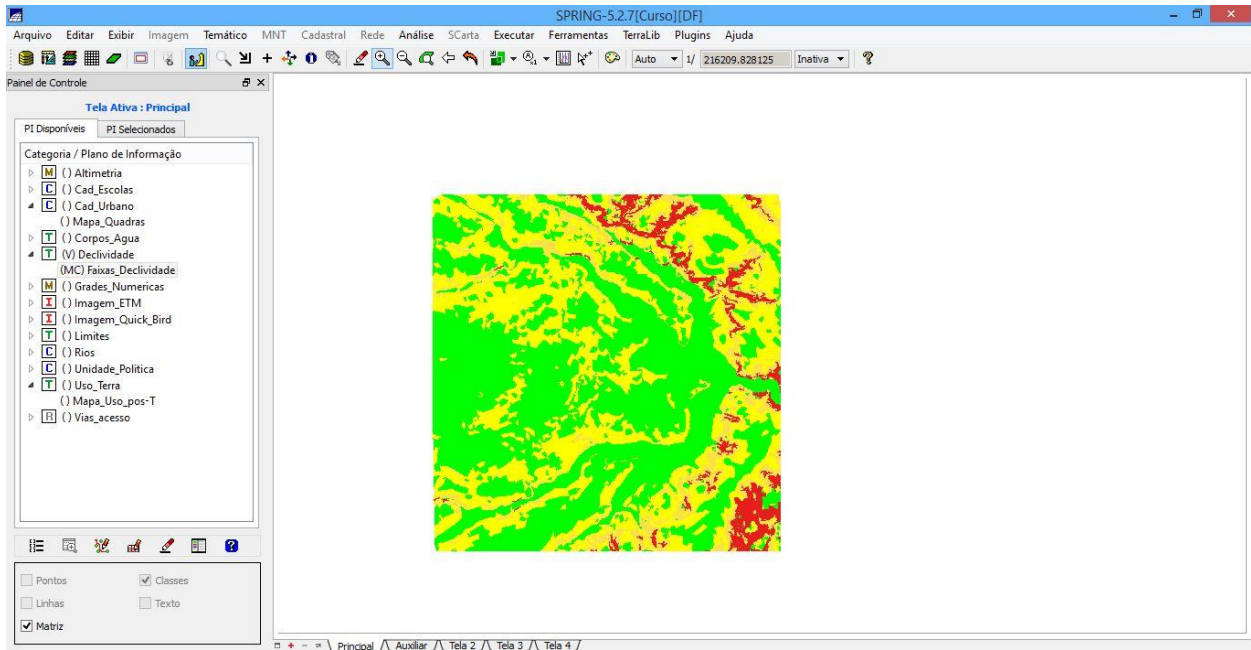 SPRING-5.2.7[Curso][DF]
Arquivo Editar Exibir Imagem Temático MNT Cadastral Rede Análise SCarta Executar Ferramentas TerraLib Plugins Ajuda
Auto 1/ 216209.828125 Inativa
Painel de Controle
Tela Ativa : Principal
PI Disponíveis PI Selecionados
Categoria / Plano de Informação
M () Altimetria
C () Cad_Escolas
C () Cad_Urbano
() Mapa_Quadras
T () Corpos_Agua
T (V) Declividade
(MC) Faixas_Declividade
M () Grades_Numericas
I () Imagem_ETM
I () Imagem_Quick_Bird
T () Limites
C () Rios
C () Unidade_Politica
T () Uso_Terra
() Mapa_Uso_pos-T
R () Vias_acesso
Pontos Classes
Linhas Texto
Matriz
Principal Auxiliar Tela 2 Tela 3 Tela 4